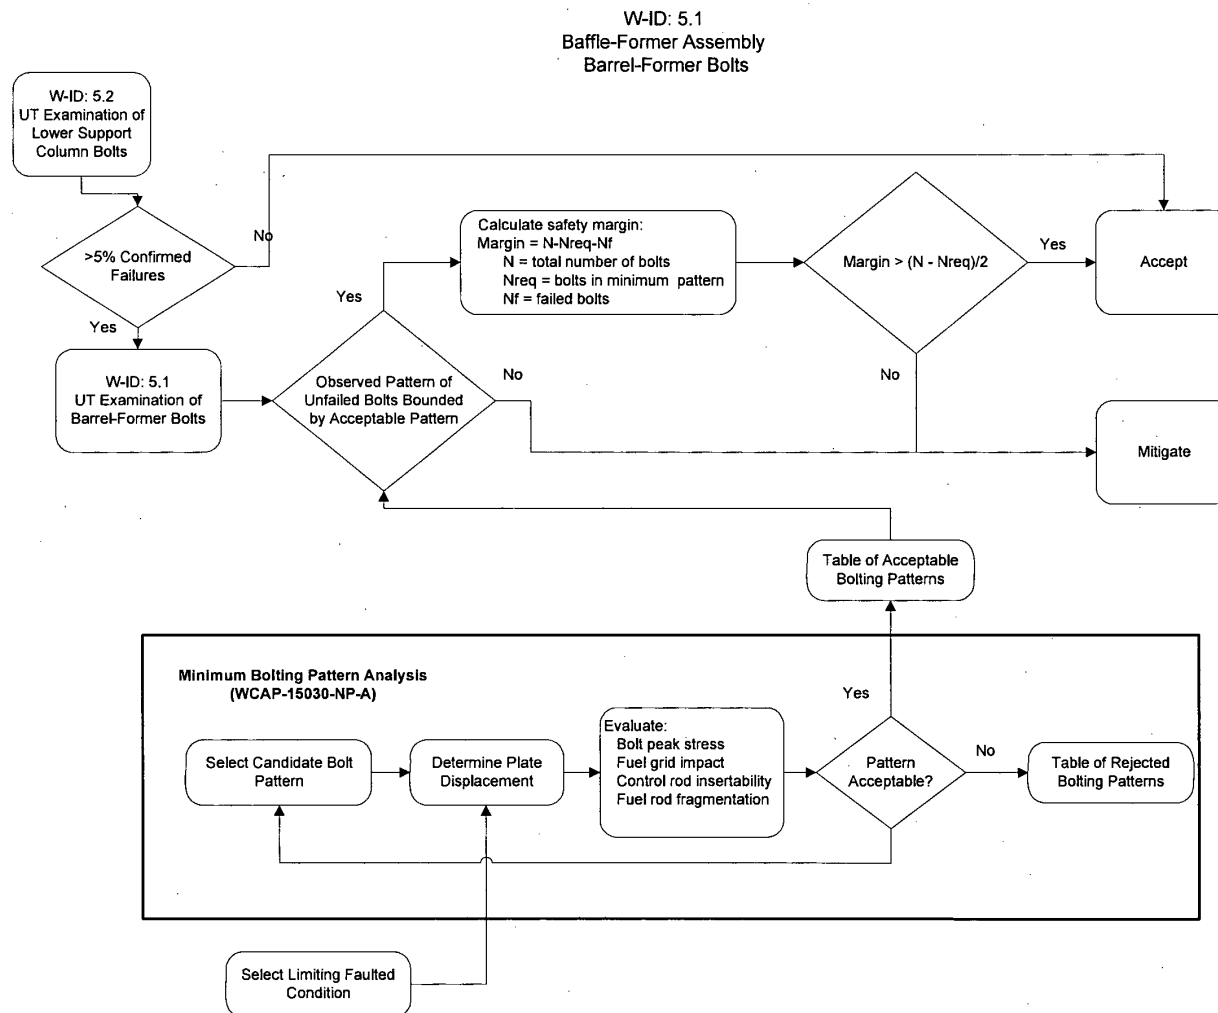 W-ID: 5.1
Baffle-Former Assembly
Barrel-Former Bolts
W-ID: 5.2
UT Examination of
Lower Support
Column Bolts
>5% Confirmed
Failures
No
Yes
W-ID: 5.1
UT Examination of
Barrel-Former Bolts
Observed Pattern of
Unfailed Bolts Bounded
by Acceptable Pattern
Yes
No
Calculate safety margin:
Margin = N-Nreq-Nf
N = total number of bolts
Nreq = bolts in minimum pattern
Nf = failed bolts
Margin > (N - Nreq)/2
Yes
No
Accept
Mitigate
Table of Acceptable
Bolting Patterns
Minimum Bolting Pattern Analysis
(WCAP-15030-NP-A)
Select Candidate Bolt
Pattern
Determine Plate
Displacement
Evaluate:
Bolt peak stress
Fuel grid impact
Control rod insertability
Fuel rod fragmentation
Pattern
Acceptable?
Yes
No
Table of Rejected
Bolting Patterns
Select Limiting Faulted
Condition